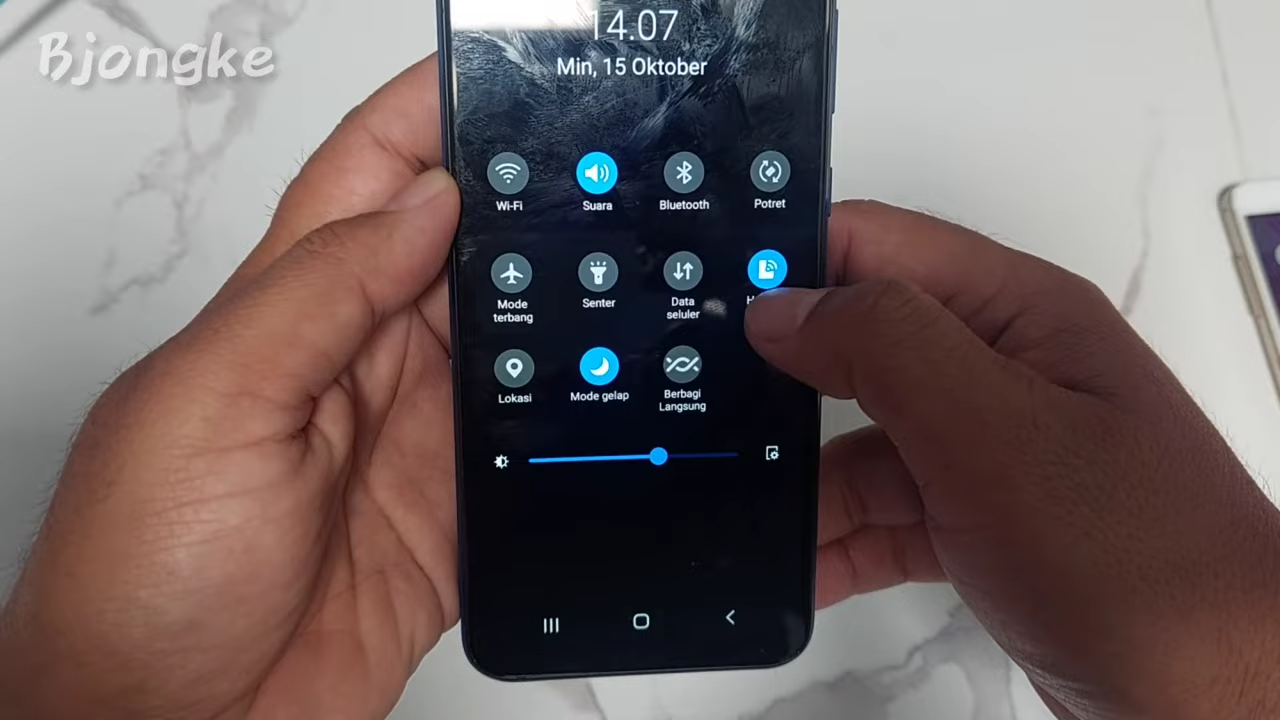 Bjongke
14.07
Min, 15 Oktober
Wi-Fi
Suara
Bluetooth
Potret
Mode
terbang
Senter
Data
seluler
Lokasi
Mode gelap
Berbagi
Langsung